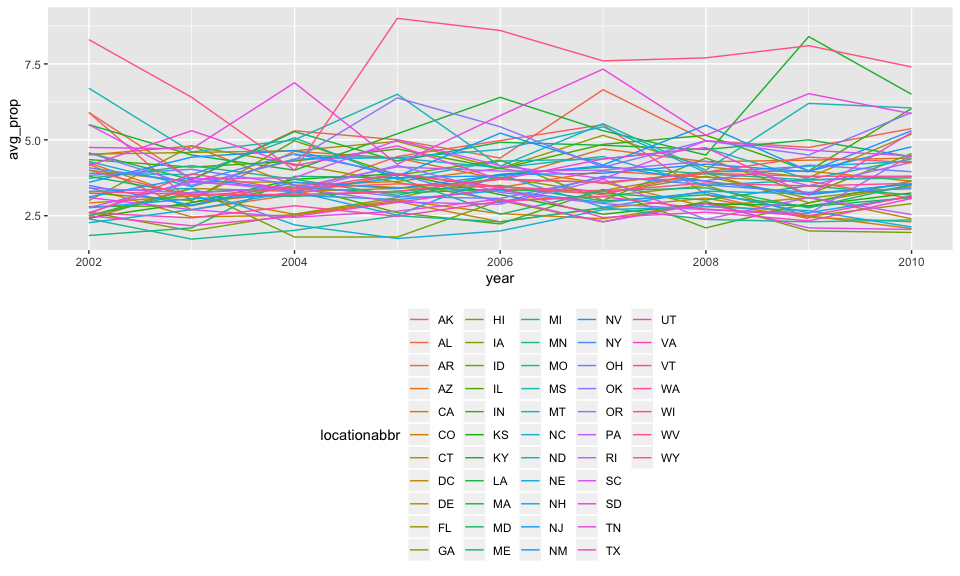 avg_prop
7.5
5.0
2.5
2002 2004 2006 2008 2010
year
locationabbr
AK HI MI NV UT
AL IA MN NY VA
AR ID MO OH VT
AZ IL MS OK WA
CA IN MT OR WI
CO KS NC PA WV
CT KY ND RI WY
DC LA NE SC
DE MA NH SD
FL MD NJ TN
GA ME NM TX